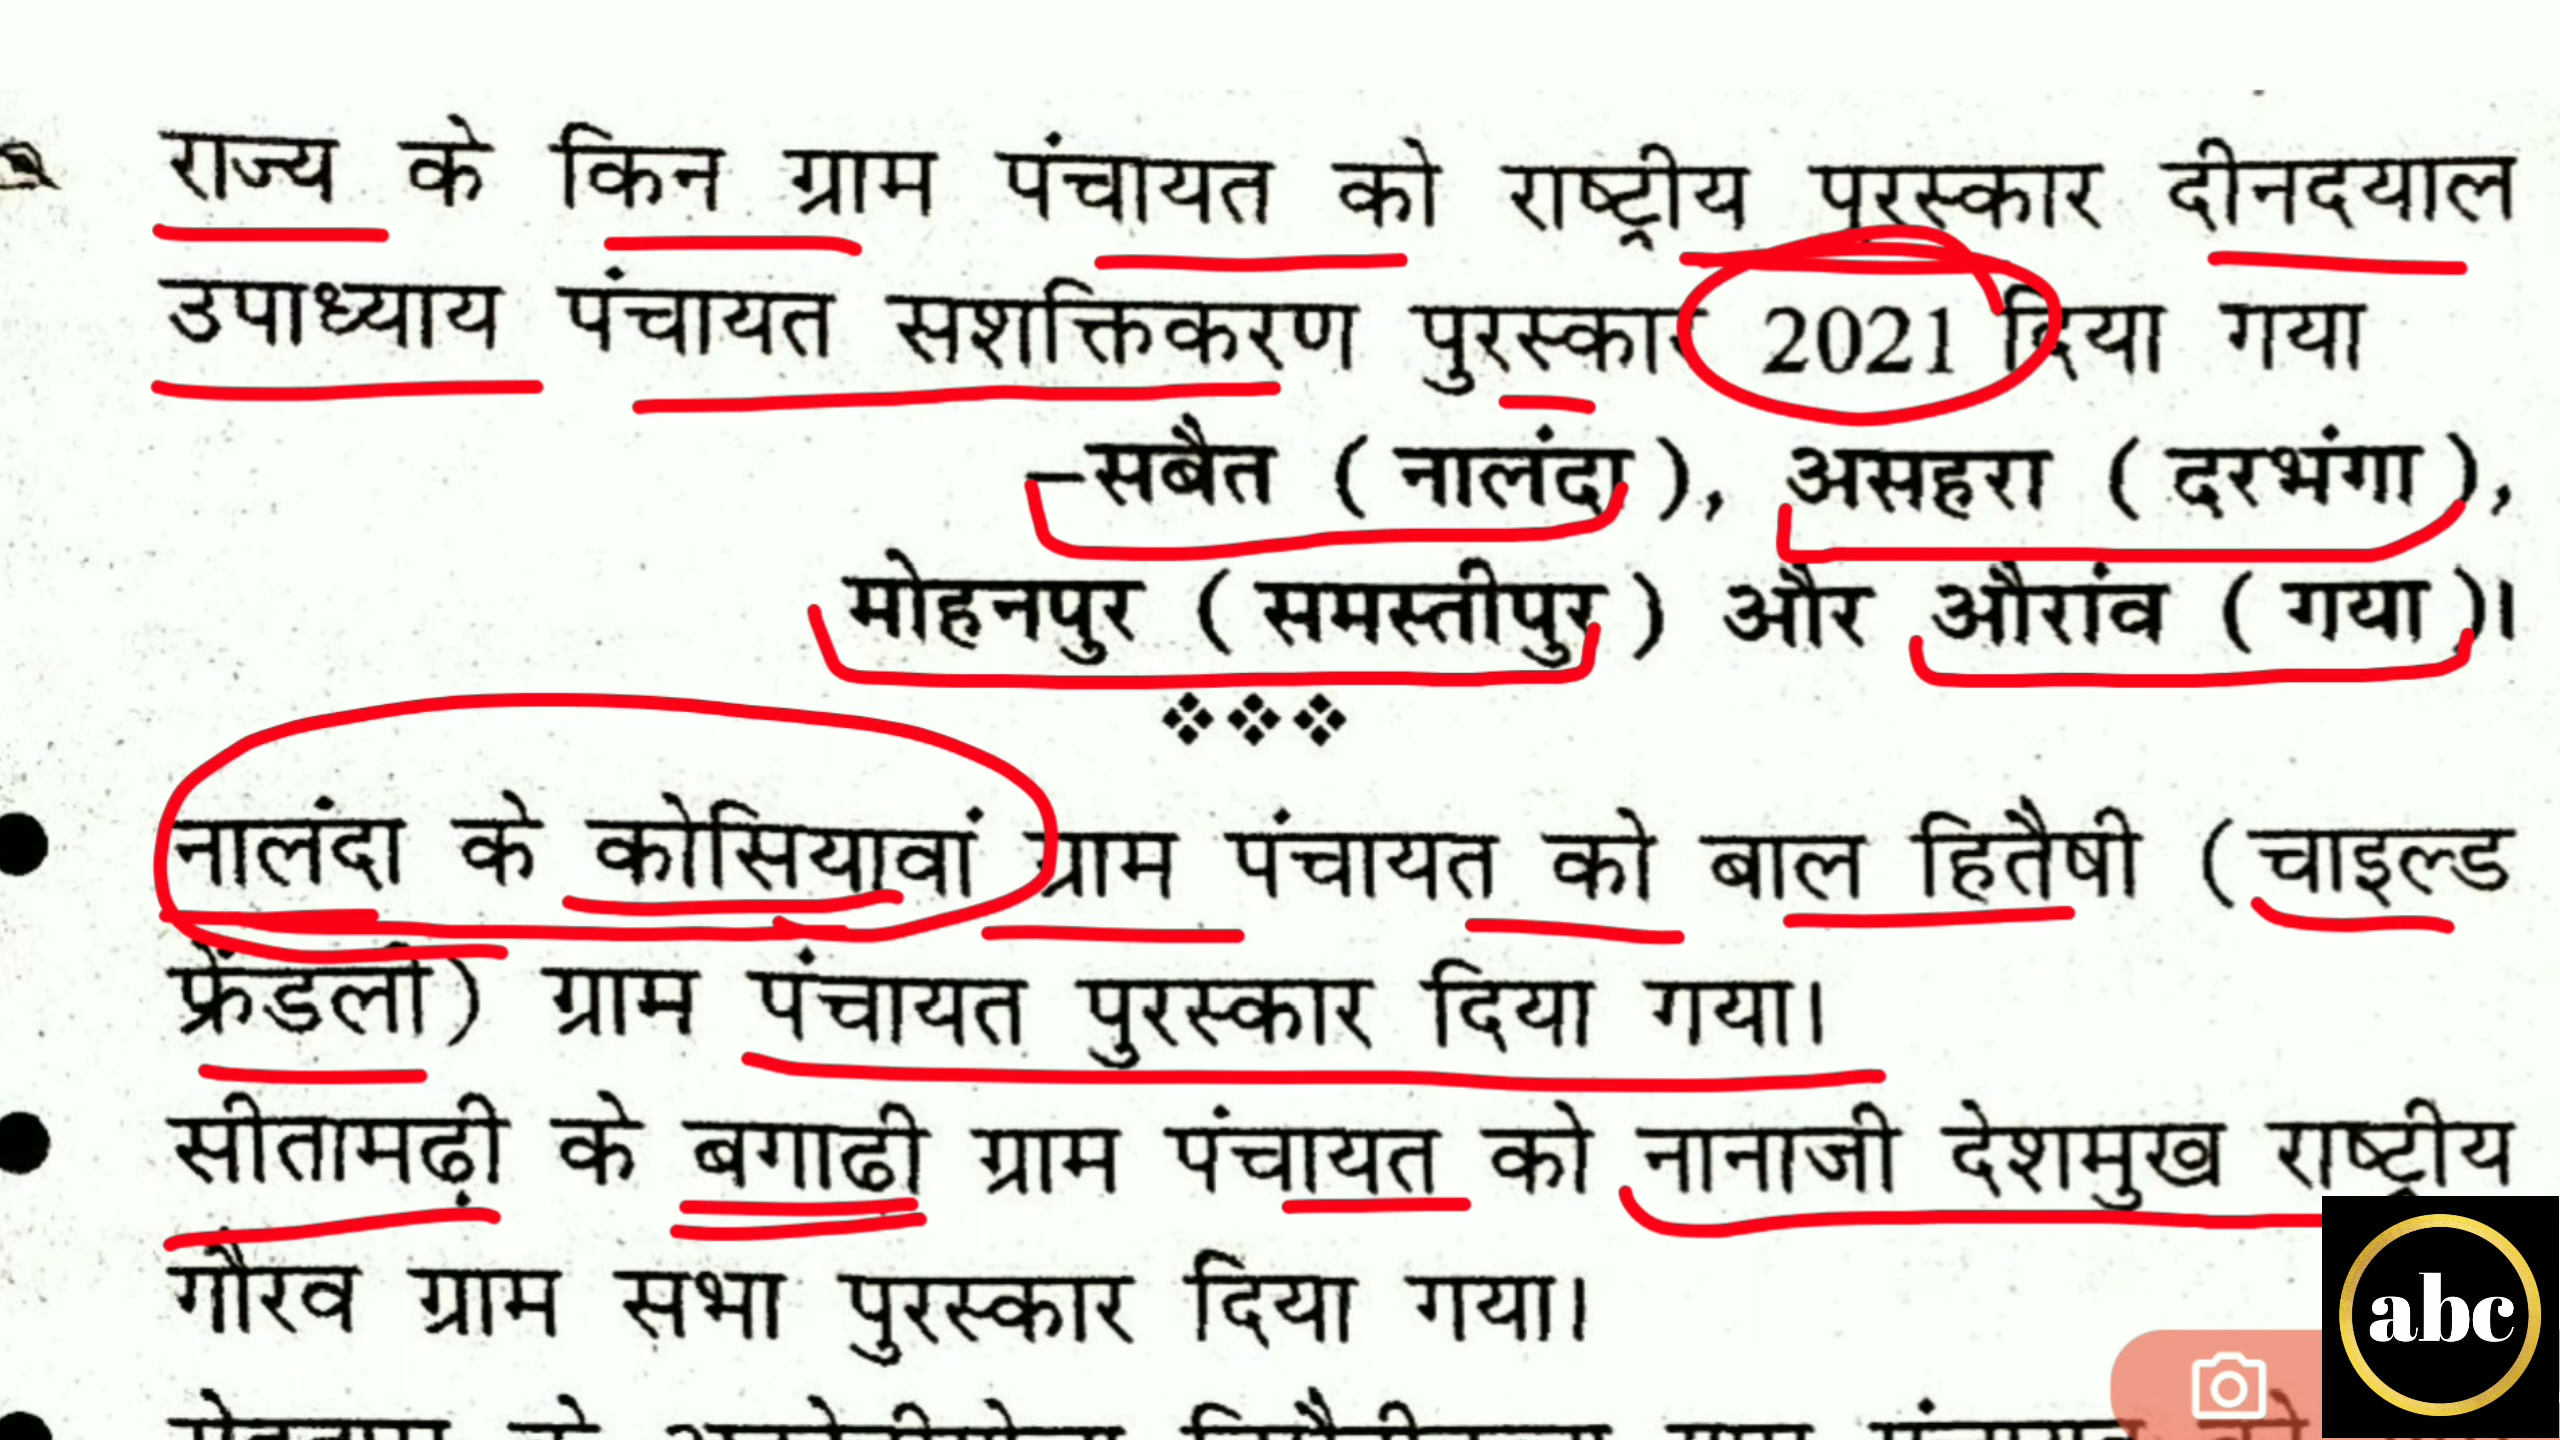 राज्य के किन ग्राम पंचायत को राष्ट्रीय पुरस्कार दीनदयाल
उपाध्याय पंचायत सशक्तिकरण पुरस्कार 2021 दिया गया
–सबैत ( नालंदा ), असहरा ( दरभंगा ),
मोहनपुर ( समस्तीपुर ) और औरांव ( गया )।
❖❖❖
● नालंदा के कोसियावां ग्राम पंचायत को बाल हितैषी (चाइल्ड
फ्रेंडली) ग्राम पंचायत पुरस्कार दिया गया।
● सीतामढ़ी के बगाढी ग्राम पंचायत को नानाजी देशमुख राष्ट्रीय
गौरव ग्राम सभा पुरस्कार दिया गया।
abc